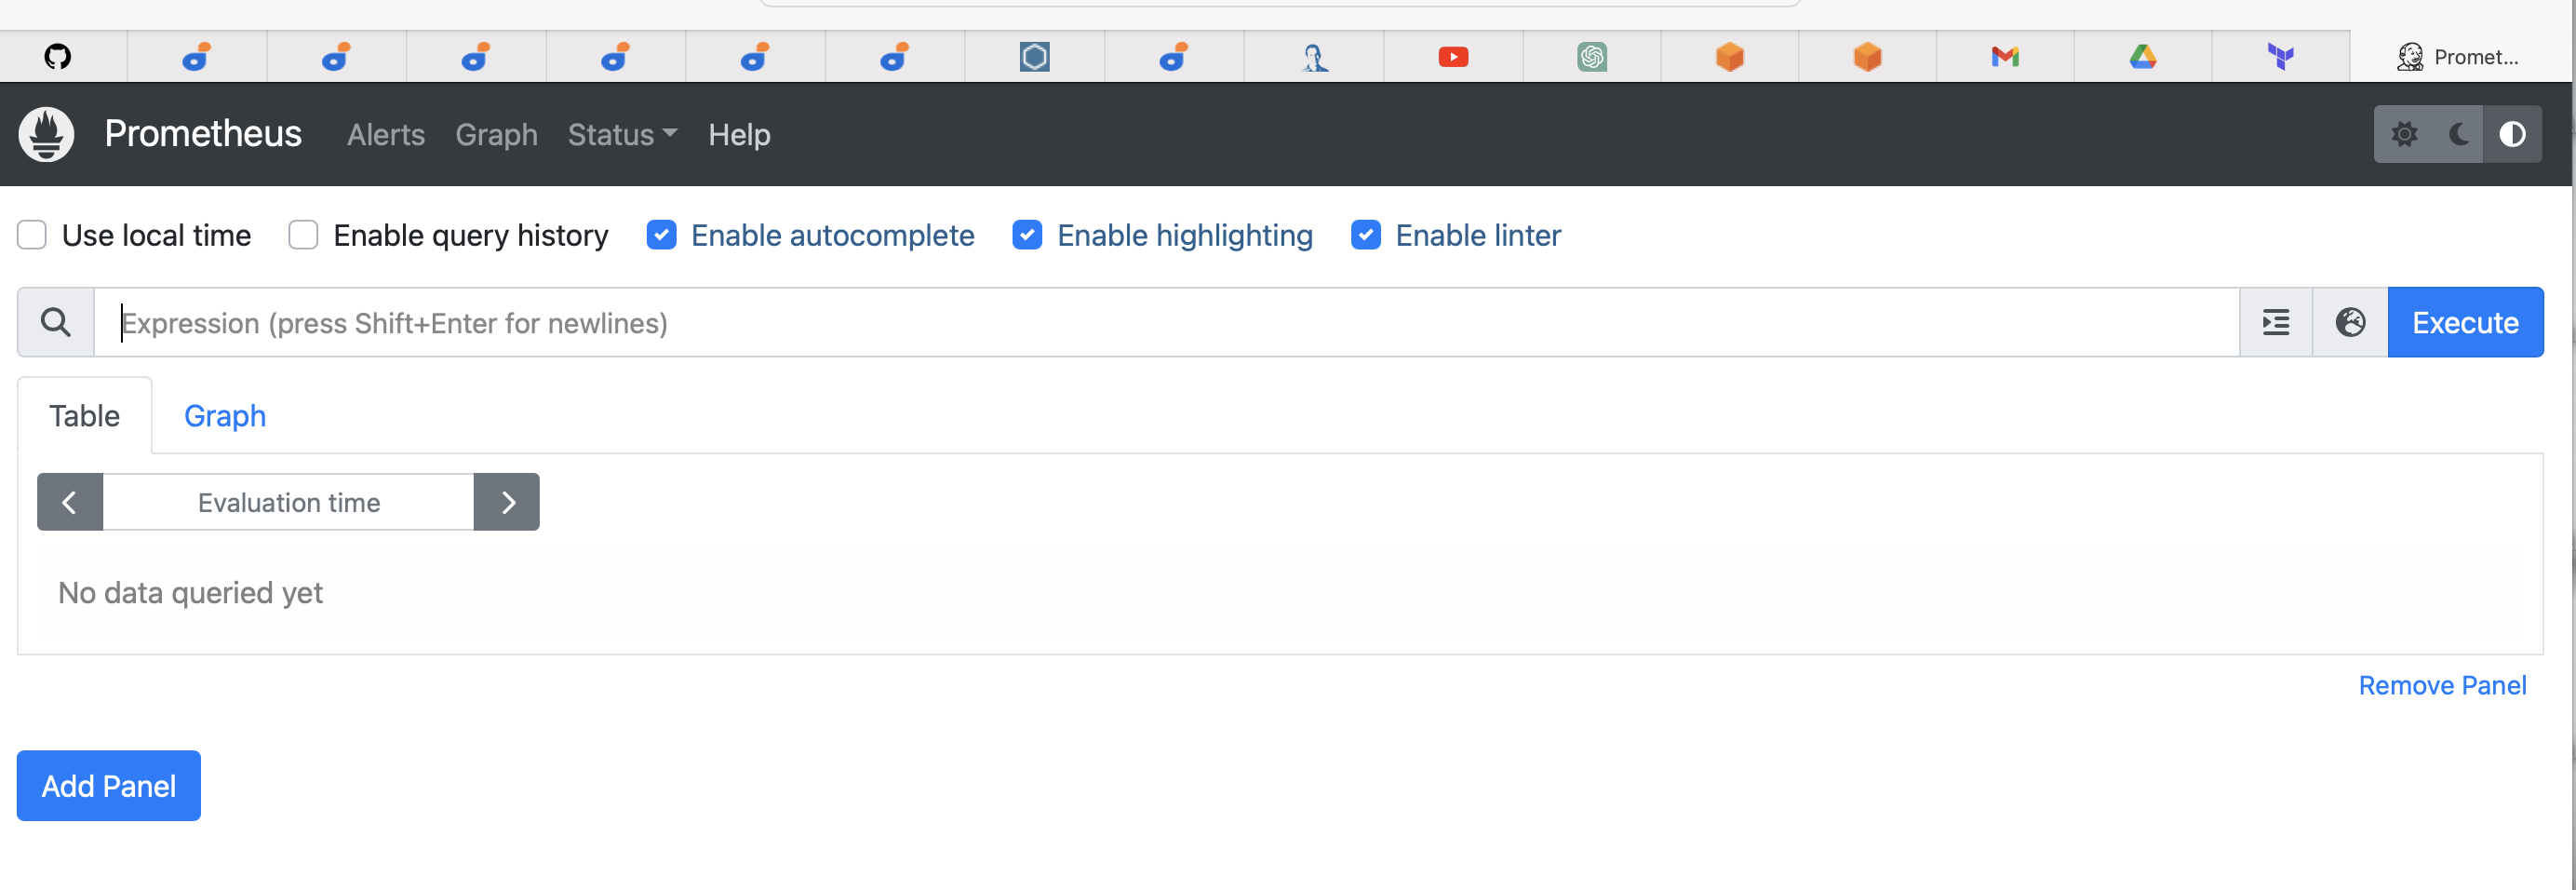 Promet...
Prometheus Alerts Graph Status Help
Use local time Enable query history Enable autocomplete Enable highlighting Enable linter
Expression (press Shift+Enter for newlines) Execute
Table Graph
Evaluation time
No data queried yet
Remove Panel
Add Panel